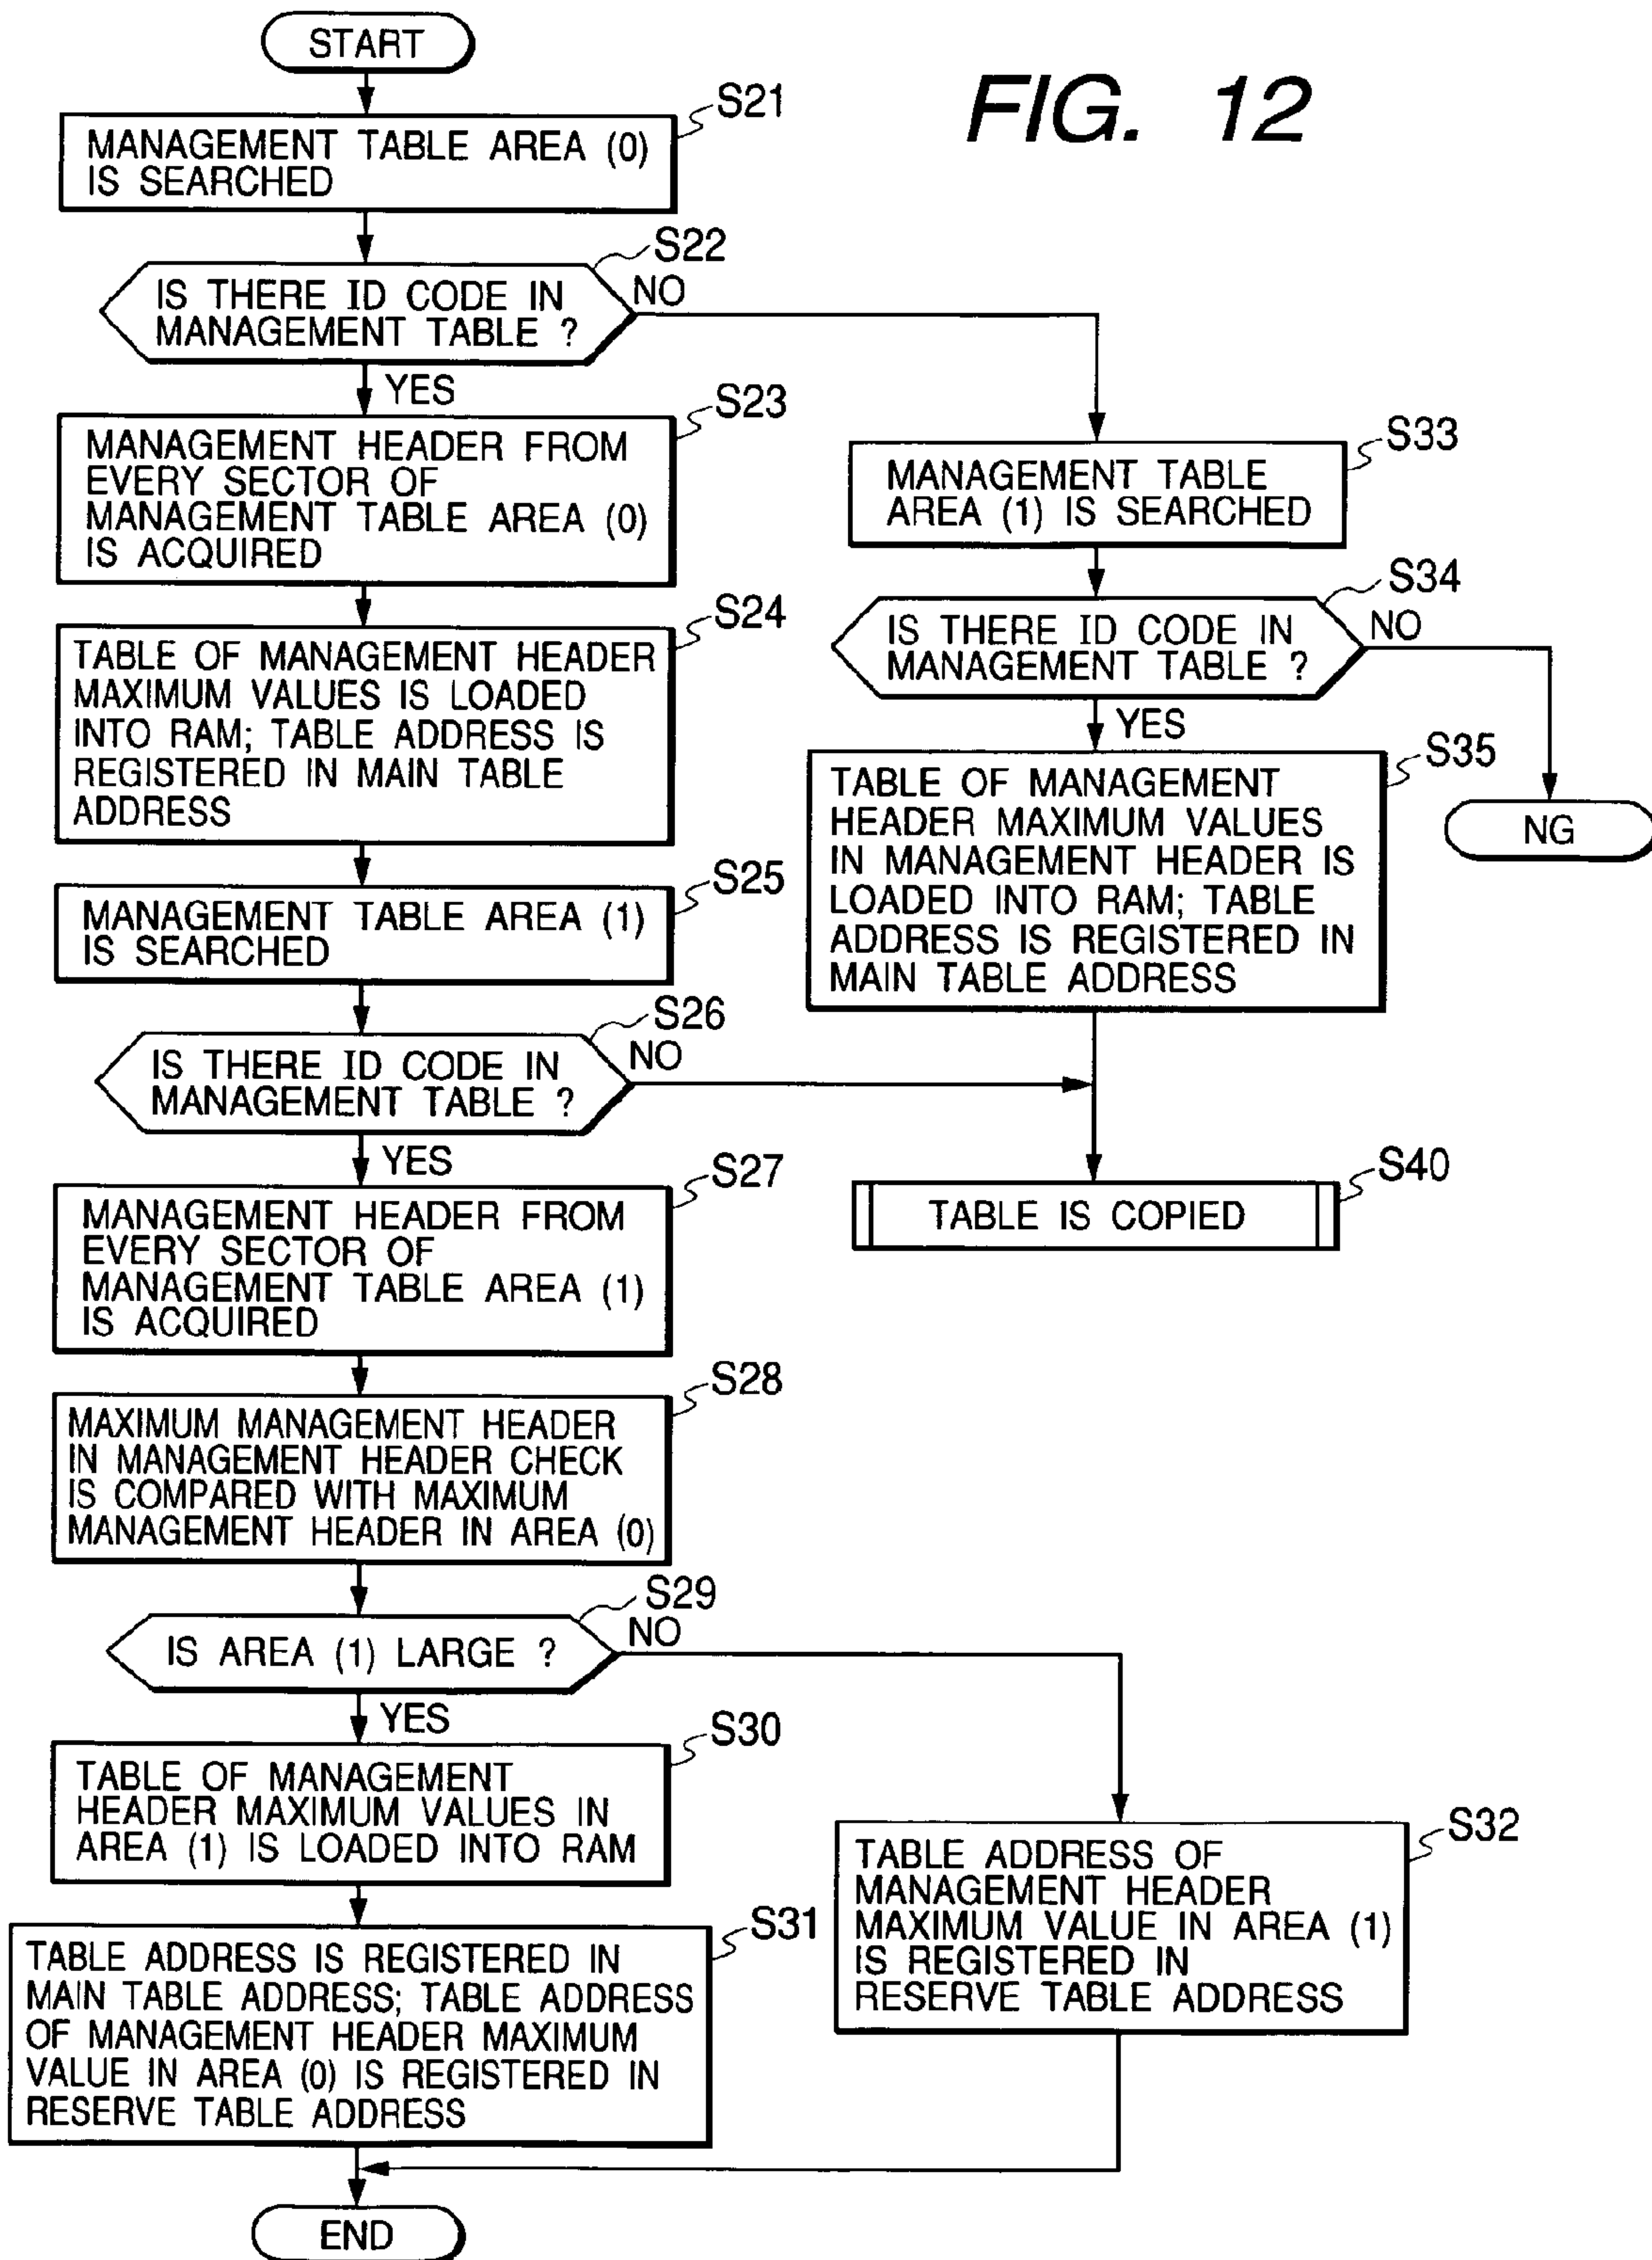 START
FIG. 12
S21
MANAGEMENT TABLE AREA (0)
IS SEARCHED
S22
IS THERE ID CODE IN
MANAGEMENT TABLE ?
NO
YES
S23
MANAGEMENT HEADER FROM
EVERY SECTOR OF
MANAGEMENT TABLE AREA (0)
IS ACQUIRED
S24
TABLE OF MANAGEMENT HEADER
MAXIMUM VALUES IS LOADED
INTO RAM; TABLE ADDRESS IS
REGISTERED IN MAIN TABLE
ADDRESS
S25
MANAGEMENT TABLE AREA (1)
IS SEARCHED
S26
IS THERE ID CODE IN
MANAGEMENT TABLE ?
NO
YES
S27
MANAGEMENT HEADER FROM
EVERY SECTOR OF
MANAGEMENT TABLE AREA (1)
IS ACQUIRED
S28
MAXIMUM MANAGEMENT HEADER
IN MANAGEMENT HEADER CHECK
IS COMPARED WITH MAXIMUM
MANAGEMENT HEADER IN AREA (0)
S29
IS AREA (1) LARGE ?
NO
YES
S30
TABLE OF MANAGEMENT
HEADER MAXIMUM VALUES IN
AREA (1) IS LOADED INTO RAM
S31
TABLE ADDRESS IS REGISTERED IN
MAIN TABLE ADDRESS; TABLE ADDRESS
OF MANAGEMENT HEADER MAXIMUM
VALUE IN AREA (0) IS REGISTERED IN
RESERVE TABLE ADDRESS
END
S33
MANAGEMENT TABLE
AREA (1) IS SEARCHED
S34
IS THERE ID CODE IN
MANAGEMENT TABLE ?
NO
YES
NG
S35
TABLE OF MANAGEMENT
HEADER MAXIMUM VALUES
IN MANAGEMENT HEADER IS
LOADED INTO RAM; TABLE
ADDRESS IS REGISTERED IN
MAIN TABLE ADDRESS
S40
TABLE IS COPIED
S32
TABLE ADDRESS OF
MANAGEMENT HEADER
MAXIMUM VALUE IN AREA (1)
IS REGISTERED IN
RESERVE TABLE ADDRESS